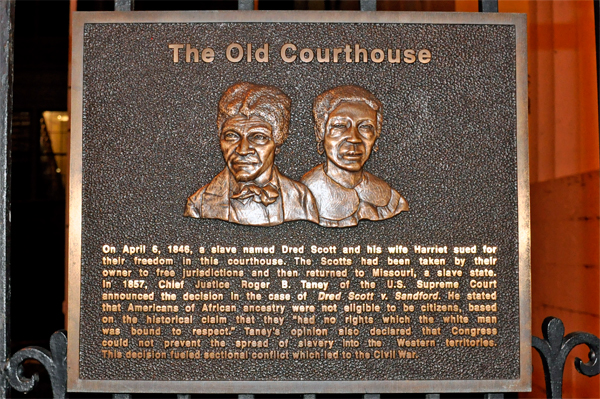 The Old Courthouse
On April 6, 1846, a slave named Dred Scott and his wife Harriet sued for
their freedom in this courthouse. The Scotts had been taken by their
owner to free jurisdictions and then returned to Missouri, a slave state.
In 1857, Chief Justice Roger B. Taney of the U.S. Supreme Court
announced the decision in the case of Dred Scott v. Sandford. He stated
that Americans of African ancestry were not eligible to be citizens, based
on the historical claim that they "had no rights which the white man
was bound to respect." Taney's opinion also declared that Congress
could not prevent the spread of slavery into the Western territories.
This decision fueled sectional conflict which led to the Civil War.